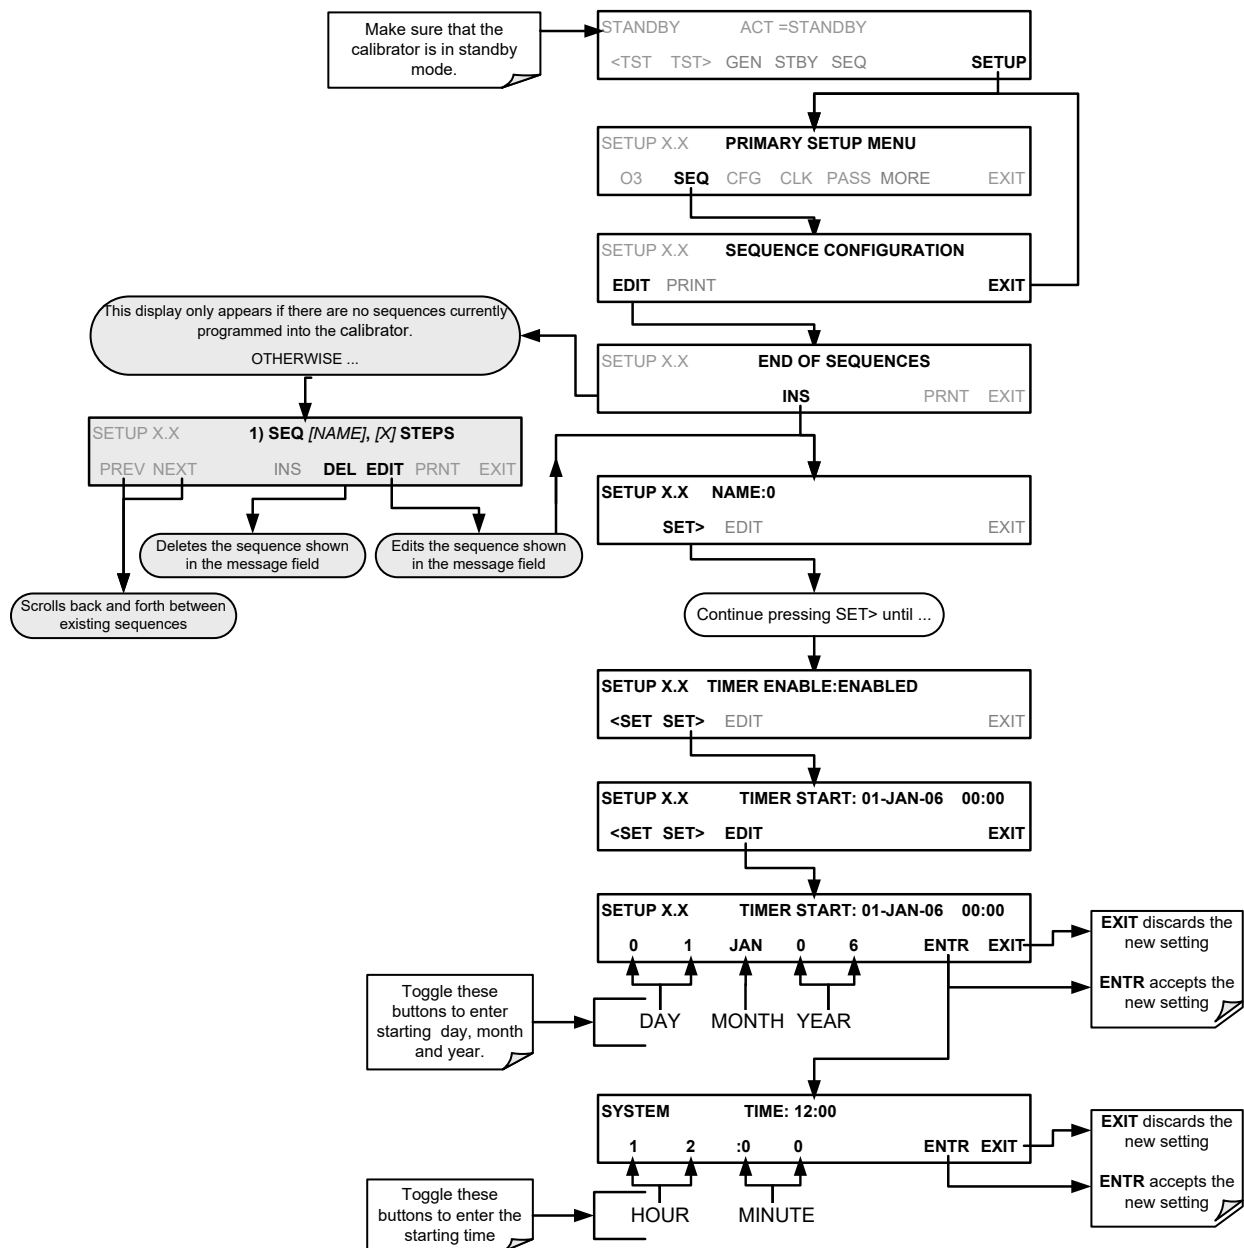 Make sure that the
calibrator is in standby
mode.
STANDBY ACT =STANDBY
<TST TST> GEN STBY SEQ SETUP
SETUP X.X PRIMARY SETUP MENU
O3 SEQ CFG CLK PASS MORE EXIT
SETUP X.X SEQUENCE CONFIGURATION
EDIT PRINT EXIT
This display only appears if there are no sequences currently
programmed into the calibrator.
OTHERWISE ...
SETUP X.X END OF SEQUENCES
INS PRNT EXIT
SETUP X.X 1) SEQ [NAME], [X] STEPS
PREV NEXT INS DEL EDIT PRNT EXIT
Deletes the sequence shown
in the message field
Edits the sequence shown
in the message field
Scrolls back and forth between
existing sequences
SETUP X.X NAME:0
SET> EDIT EXIT
Continue pressing SET> until ...
SETUP X.X TIMER ENABLE:ENABLED
<SET SET> EDIT EXIT
SETUP X.X TIMER START: 01-JAN-06 00:00
<SET SET> EDIT EXIT
SETUP X.X TIMER START: 01-JAN-06 00:00
0 1 JAN 0 6 ENTR EXIT
EXIT discards the
new setting
ENTR accepts the
new setting
Toggle these
buttons to enter
starting day, month
and year.
DAY MONTH YEAR
SYSTEM TIME: 12:00
1 2 :0 0 ENTR EXIT
EXIT discards the
new setting
ENTR accepts the
new setting
Toggle these
buttons to enter the
starting time
HOUR MINUTE